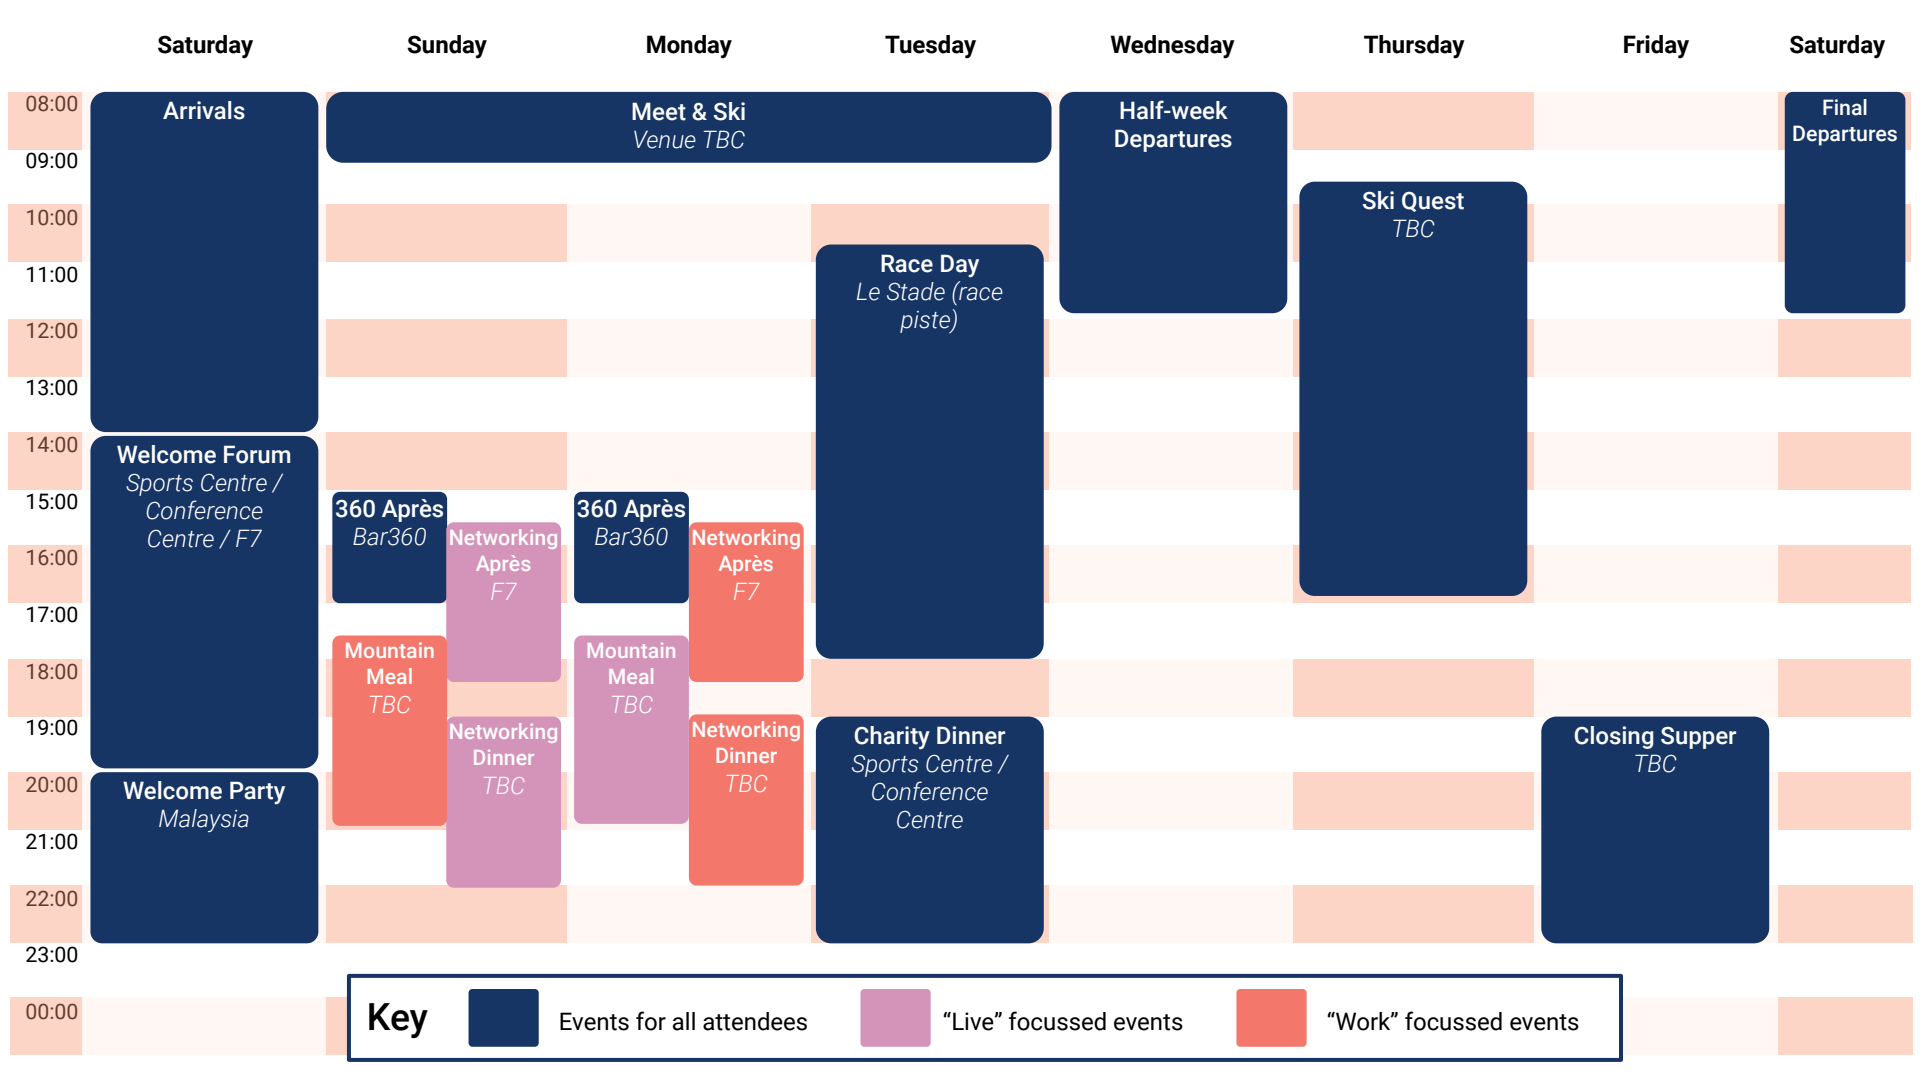 Saturday
Sunday
Monday
Tuesday
Wednesday
Thursday
Friday
Saturday
08:00
09:00
10:00
11:00
12:00
13:00
14:00
15:00
16:00
17:00
18:00
19:00
20:00
21:00
22:00
23:00
00:00
Arrivals
Welcome Forum
Sports Centre /
Conference
Centre / F7
Welcome Party
Malaysia
Meet & Ski
Venue TBC
360 Après
Bar360
Networking
Après
F7
Mountain
Meal
TBC
Networking
Dinner
TBC
360 Après
Bar360
Networking
Après
F7
Mountain
Meal
TBC
Networking
Dinner
TBC
Race Day
Le Stade (race
piste)
Charity Dinner
Sports Centre /
Conference
Centre
Half-week
Departures
Ski Quest
TBC
Closing Supper
TBC
Final
Departures
Key
Events for all attendees
“Live” focussed events
“Work” focussed events